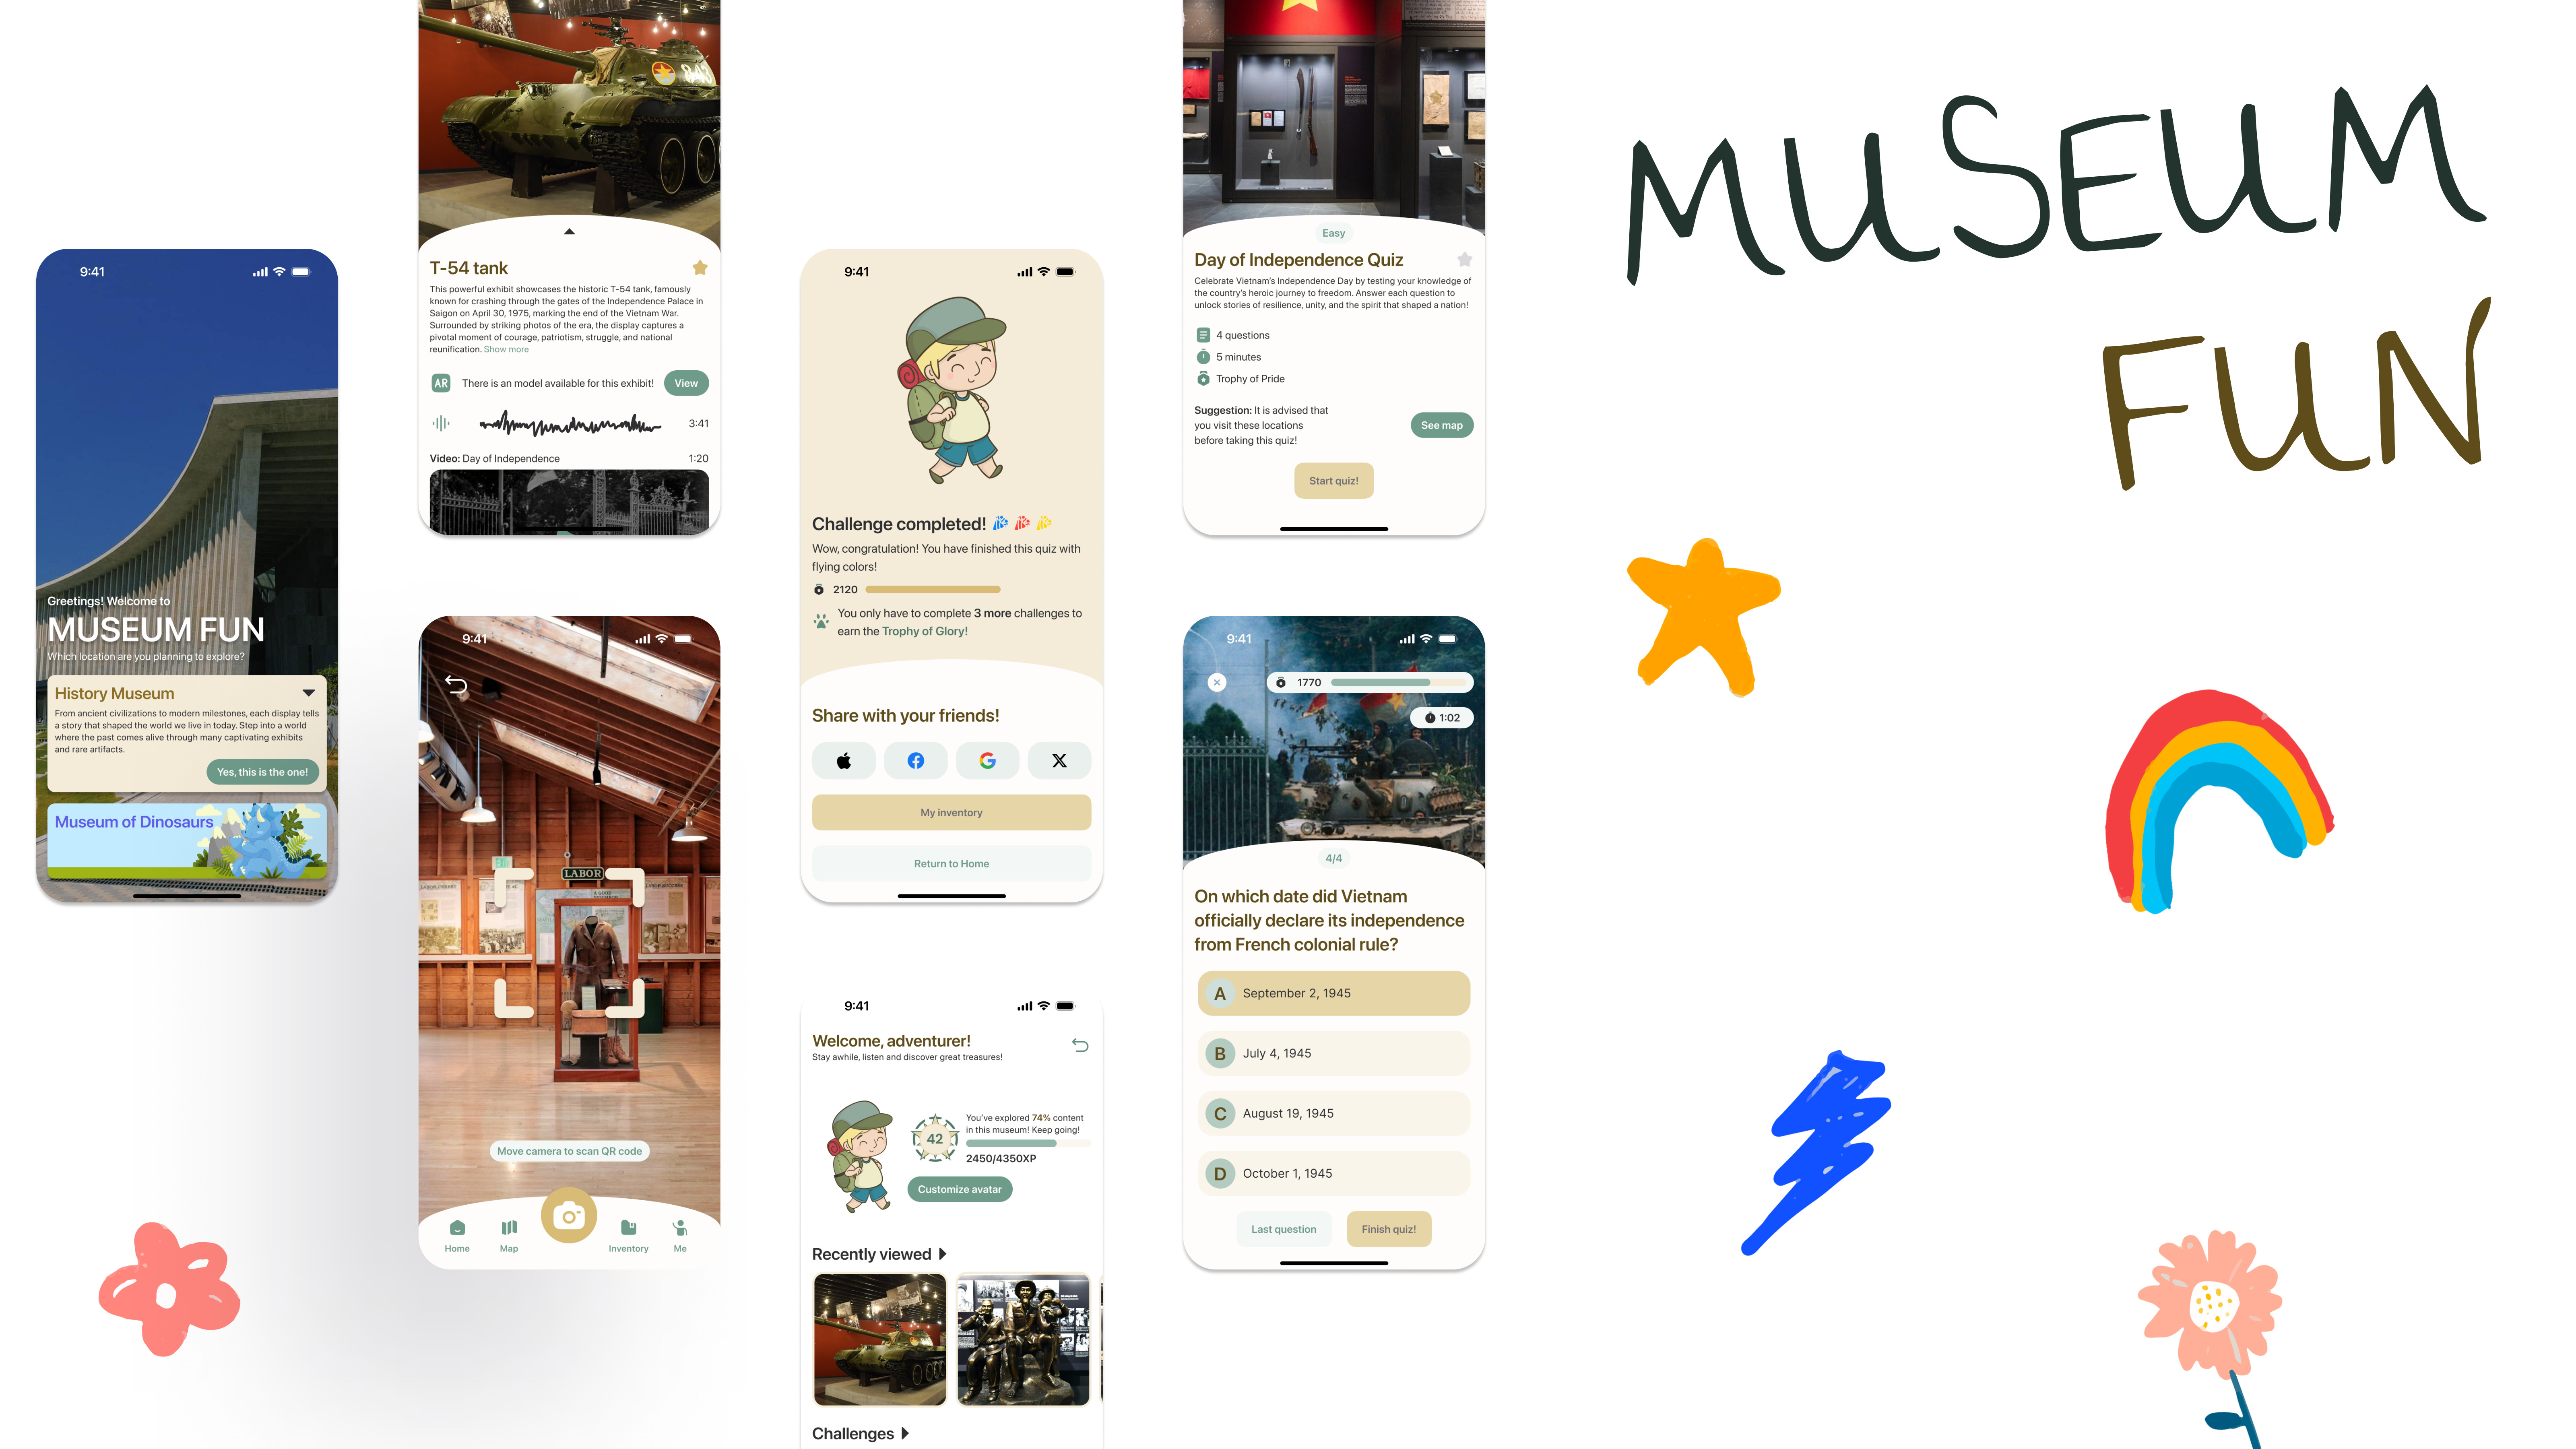 MUSEUM
FUN
9:41
Greetings! Welcome to
MUSEUM FUN
Which location are you planning to explore?
History Museum
From ancient civilizations to modern milestones, each display tells
a story that shaped the world we live in today. Step into a world
where the past comes alive through many captivating exhibits
and rare artifacts.
Yes, this is the one!
Museum of Dinosaurs
843
T-54 tank
This powerful exhibit showcases the historic T-54 tank, famously
known for crashing through the gates of the Independence Palace in
Saigon on April 30, 1975, marking the end of the Vietnam War.
Surrounded by striking photos of the era, the display captures a
pivotal moment of courage, patriotism, struggle, and national
reunification. Show more
AR There is an model available for this exhibit! View
3:41
Video: Day of Independence 1:20
9:41
EXIT
LABOR
Move camera to scan QR code
Home Map Inventory Me
9:41
Challenge completed!
Wow, congratulation! You have finished this quiz with
flying colors!
2120
You only have to complete 3 more challenges to
earn the Trophy of Glory!
Share with your friends!
My inventory
Return to Home
9:41
Welcome, adventurer!
Stay awhile, listen and discover great treasures!
42
You've explored 74% content
in this museum! Keep going!
2450/4350XP
Customize avatar
Recently viewed
Challenges
Easy
Day of Independence Quiz
Celebrate Vietnam's Independence Day by testing your knowledge of
the country's heroic journey to freedom. Answer each question to
unlock stories of resilience, unity, and the spirit that shaped a nation!
4 questions
5 minutes
Trophy of Pride
Suggestion: It is advised that
you visit these locations
before taking this quiz!
See map
Start quiz!
9:41
1770
1:02
4/4
On which date did Vietnam
officially declare its independence
from French colonial rule?
A September 2, 1945
B July 4, 1945
C August 19, 1945
D October 1, 1945
Last question Finish quiz!